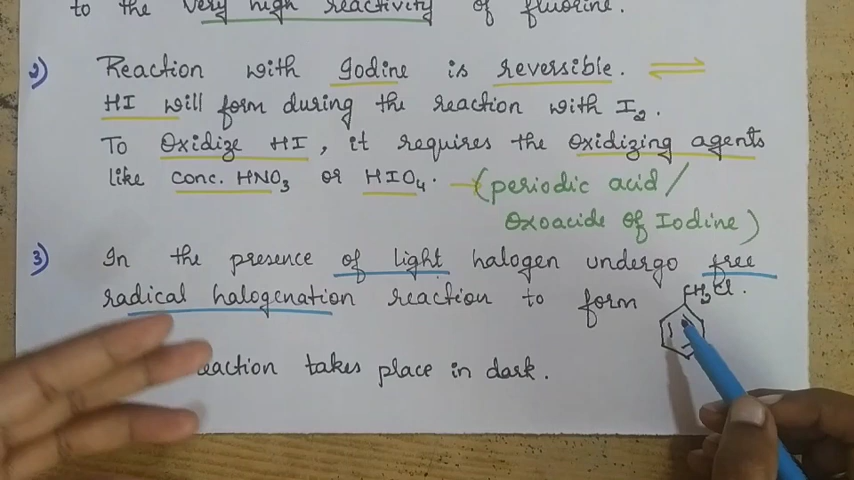 to the very high reactivity of fluorine.
2) Reaction with Iodine is reversible. ⇌
HI will form during the reaction with I₂.
To Oxidize HI, it requires the Oxidizing agents
like conc. HNO₃ or HIO₄. → (periodic acid /
Oxoacide of Iodine)
3) In the presence of light halogen undergo free
radical halogenation reaction to form CH₂Cl.
reaction takes place in dark.